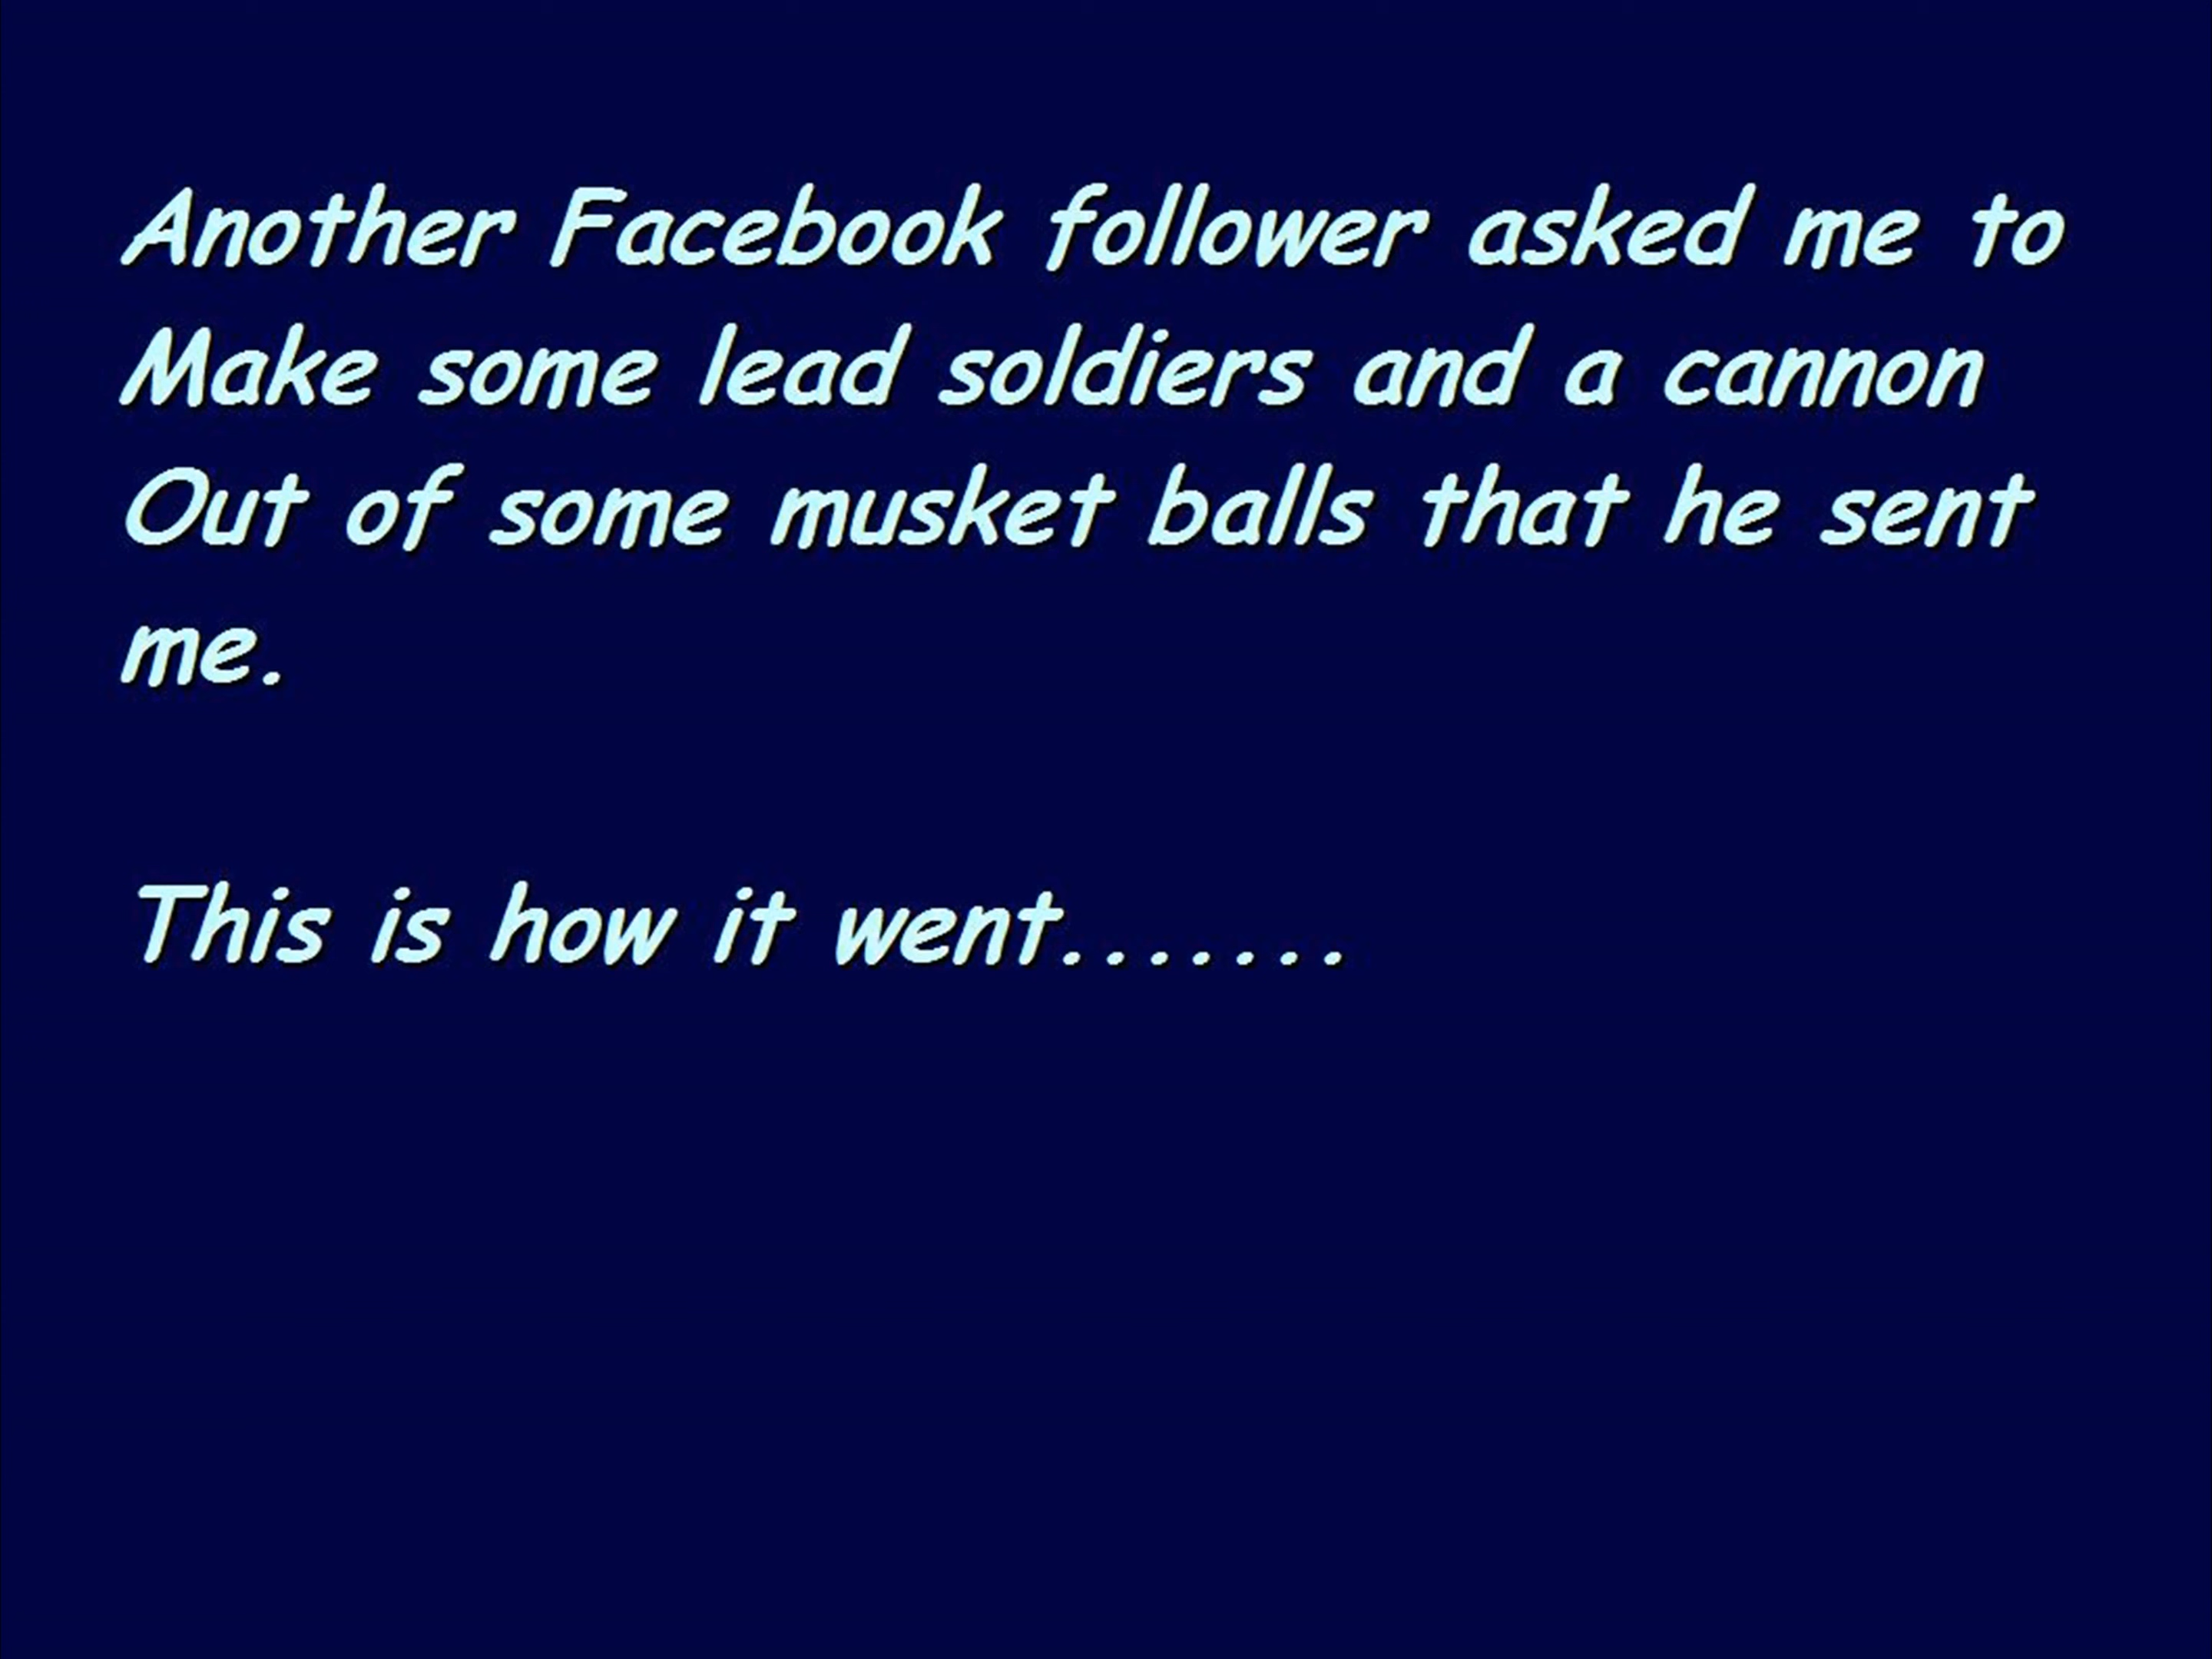 Another Facebook follower asked me to
Make some lead soldiers and a cannon
Out of some musket balls that he sent
me.
This is how it went.......